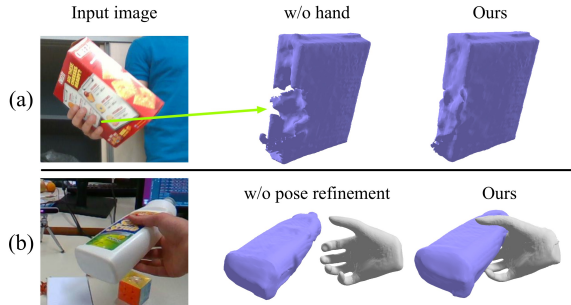 Input image w/o hand Ours
(a)
w/o pose refinement Ours
(b)